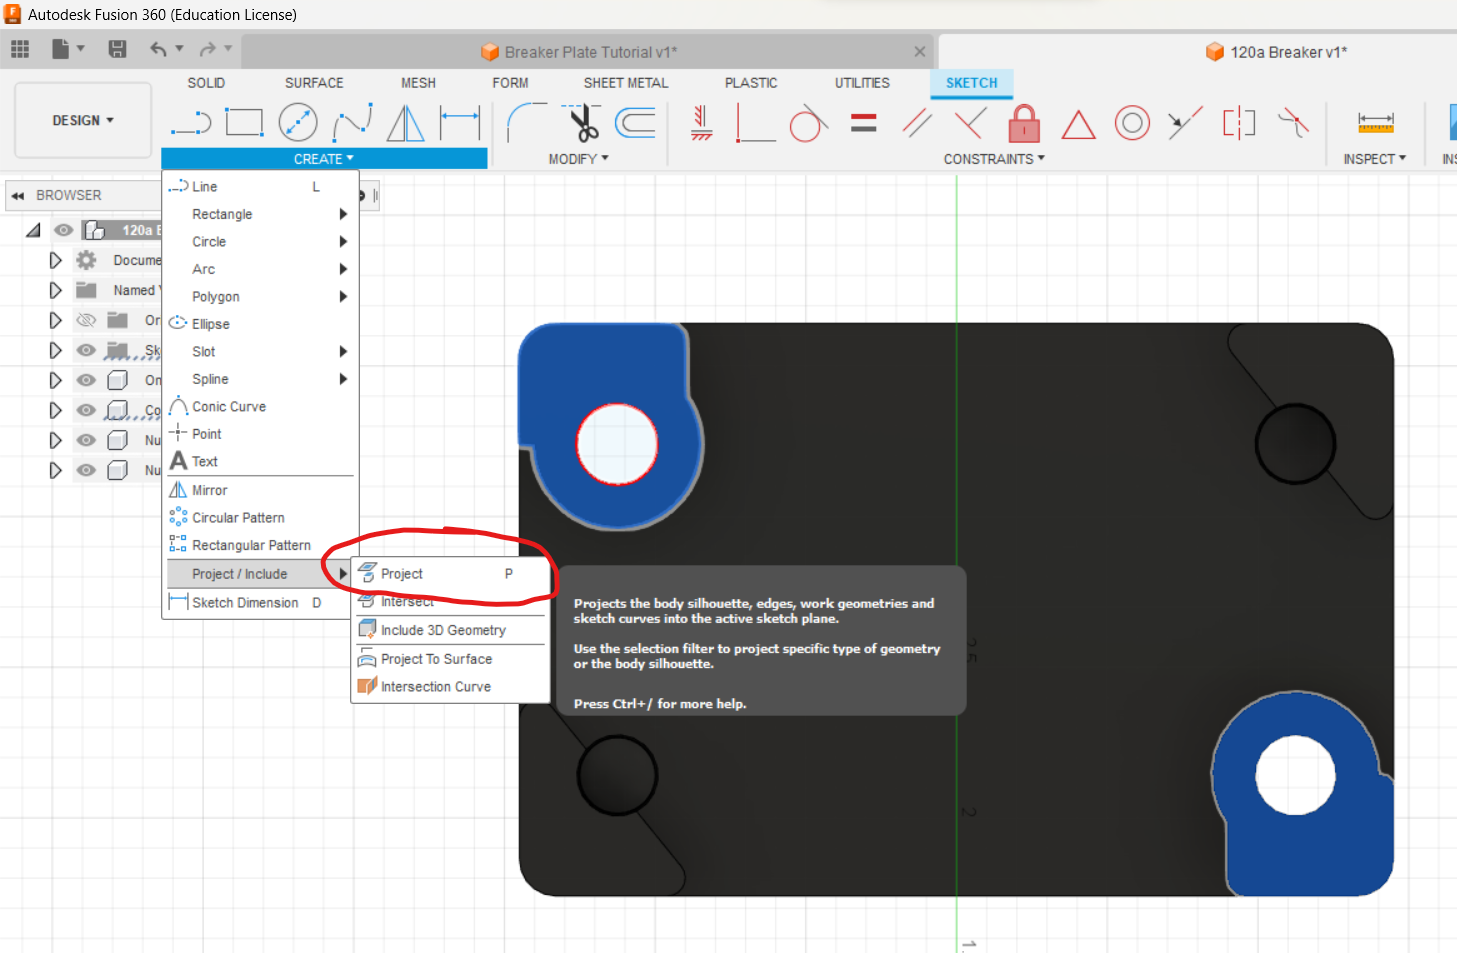 Autodesk Fusion 360 (Education License)
Breaker Plate Tutorial v1*
120a Breaker v1*
SOLID
SURFACE
MESH
FORM
SHEET METAL
PLASTIC
UTILITIES
SKETCH
DESIGN
CREATE
MODIFY
CONSTRAINTS
INSPECT
INS
BROWSER
120a B
Docume
Named V
Ori
Sk
On
Co
Nu
Nu
Line L
Rectangle
Circle
Arc
Polygon
Ellipse
Slot
Spline
Conic Curve
Point
Text
Mirror
Circular Pattern
Rectangular Pattern
Project / Include
Sketch Dimension D
Project P
Intersect
Include 3D Geometry
Project To Surface
Intersection Curve
Projects the body silhouette, edges, work geometries and
sketch curves into the active sketch plane.
Use the selection filter to project specific type of geometry
or the body silhouette.
Press Ctrl+/ for more help.
25
2
1.